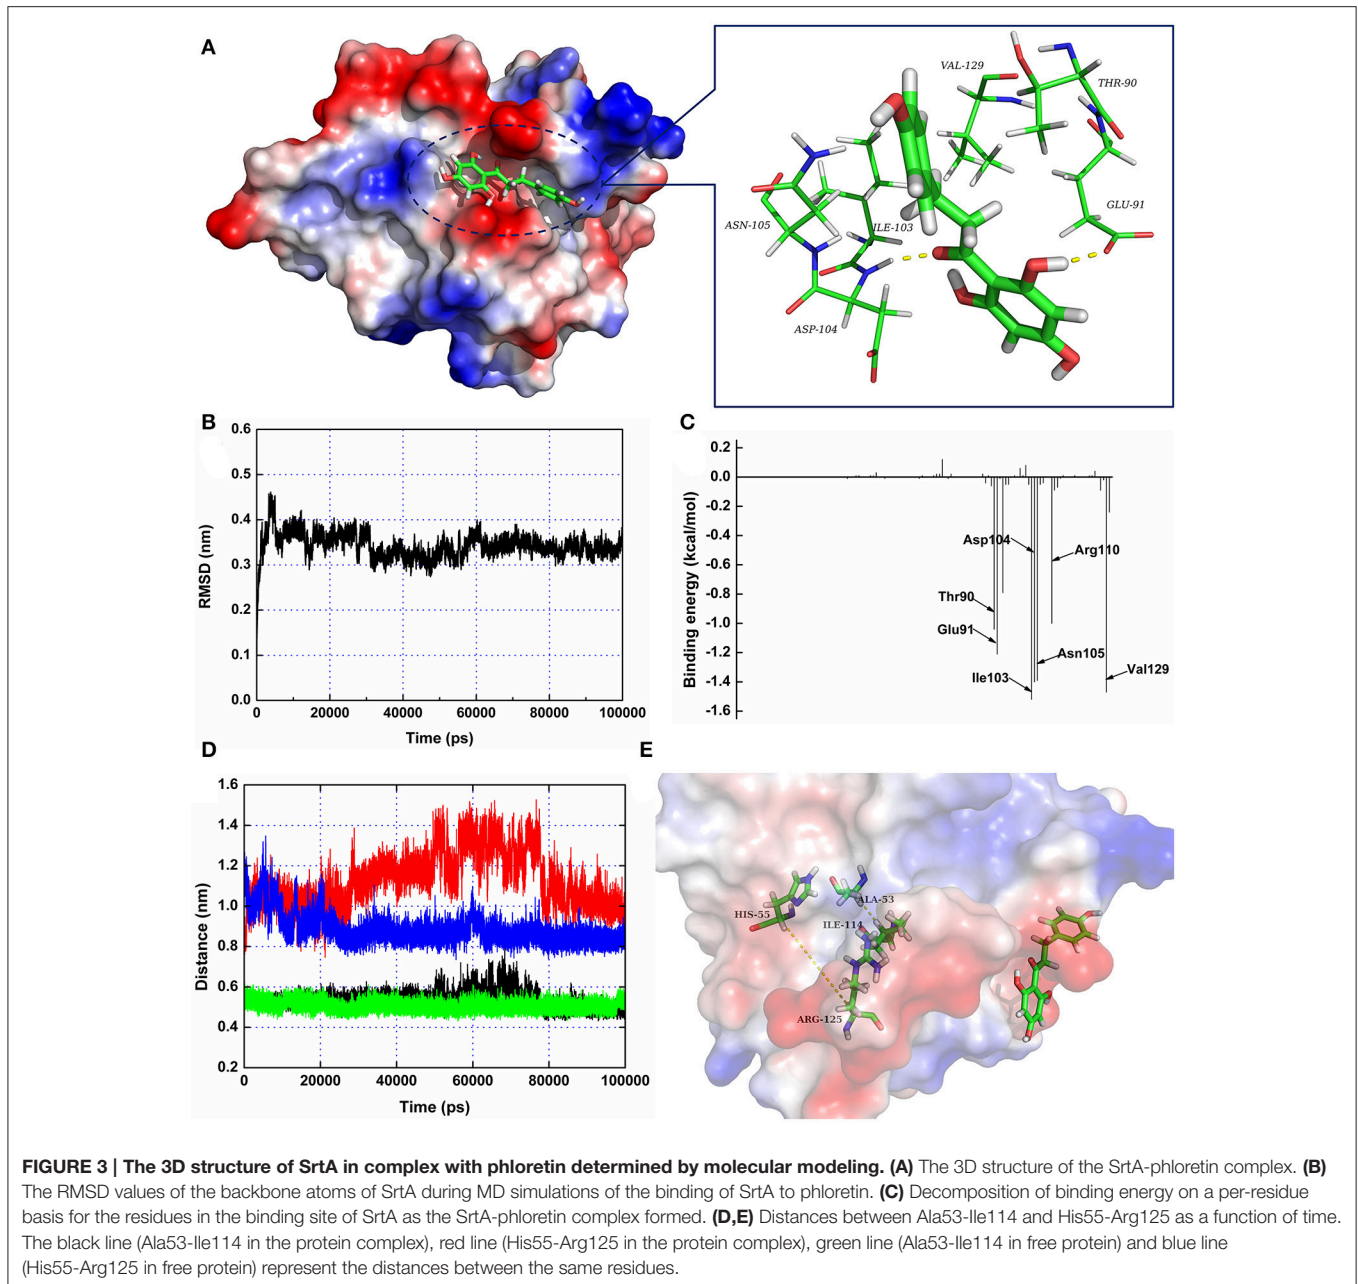 A
VAL-129
THR-90
ASN-105
ILE-103
GLU-91
ASP-104
B
0.6
0.5
0.4
0.3
0.2
0.1
0.0
RMSD (nm)
0 20000 40000 60000 80000 100000
Time (ps)
C
0.2
0.0
-0.2
-0.4
-0.6
-0.8
-1.0
-1.2
-1.4
-1.6
Binding energy (kcal/mol)
Asp104
Arg110
Thr90
Glu91
Asn105
Ile103
Val129
D
1.6
1.4
1.2
1.0
0.8
0.6
0.4
0.2
Distance (nm)
0 20000 40000 60000 80000 100000
Time (ps)
E
HIS-55
ALA-53
ILE-114
ARG-125
FIGURE 3 | The 3D structure of SrtA in complex with phloretin determined by molecular modeling. (A) The 3D structure of the SrtA-phloretin complex. (B)
The RMSD values of the backbone atoms of SrtA during MD simulations of the binding of SrtA to phloretin. (C) Decomposition of binding energy on a per-residue
basis for the residues in the binding site of SrtA as the SrtA-phloretin complex formed. (D,E) Distances between Ala53-Ile114 and His55-Arg125 as a function of time.
The black line (Ala53-Ile114 in the protein complex), red line (His55-Arg125 in the protein complex), green line (Ala53-Ile114 in free protein) and blue line
(His55-Arg125 in free protein) represent the distances between the same residues.